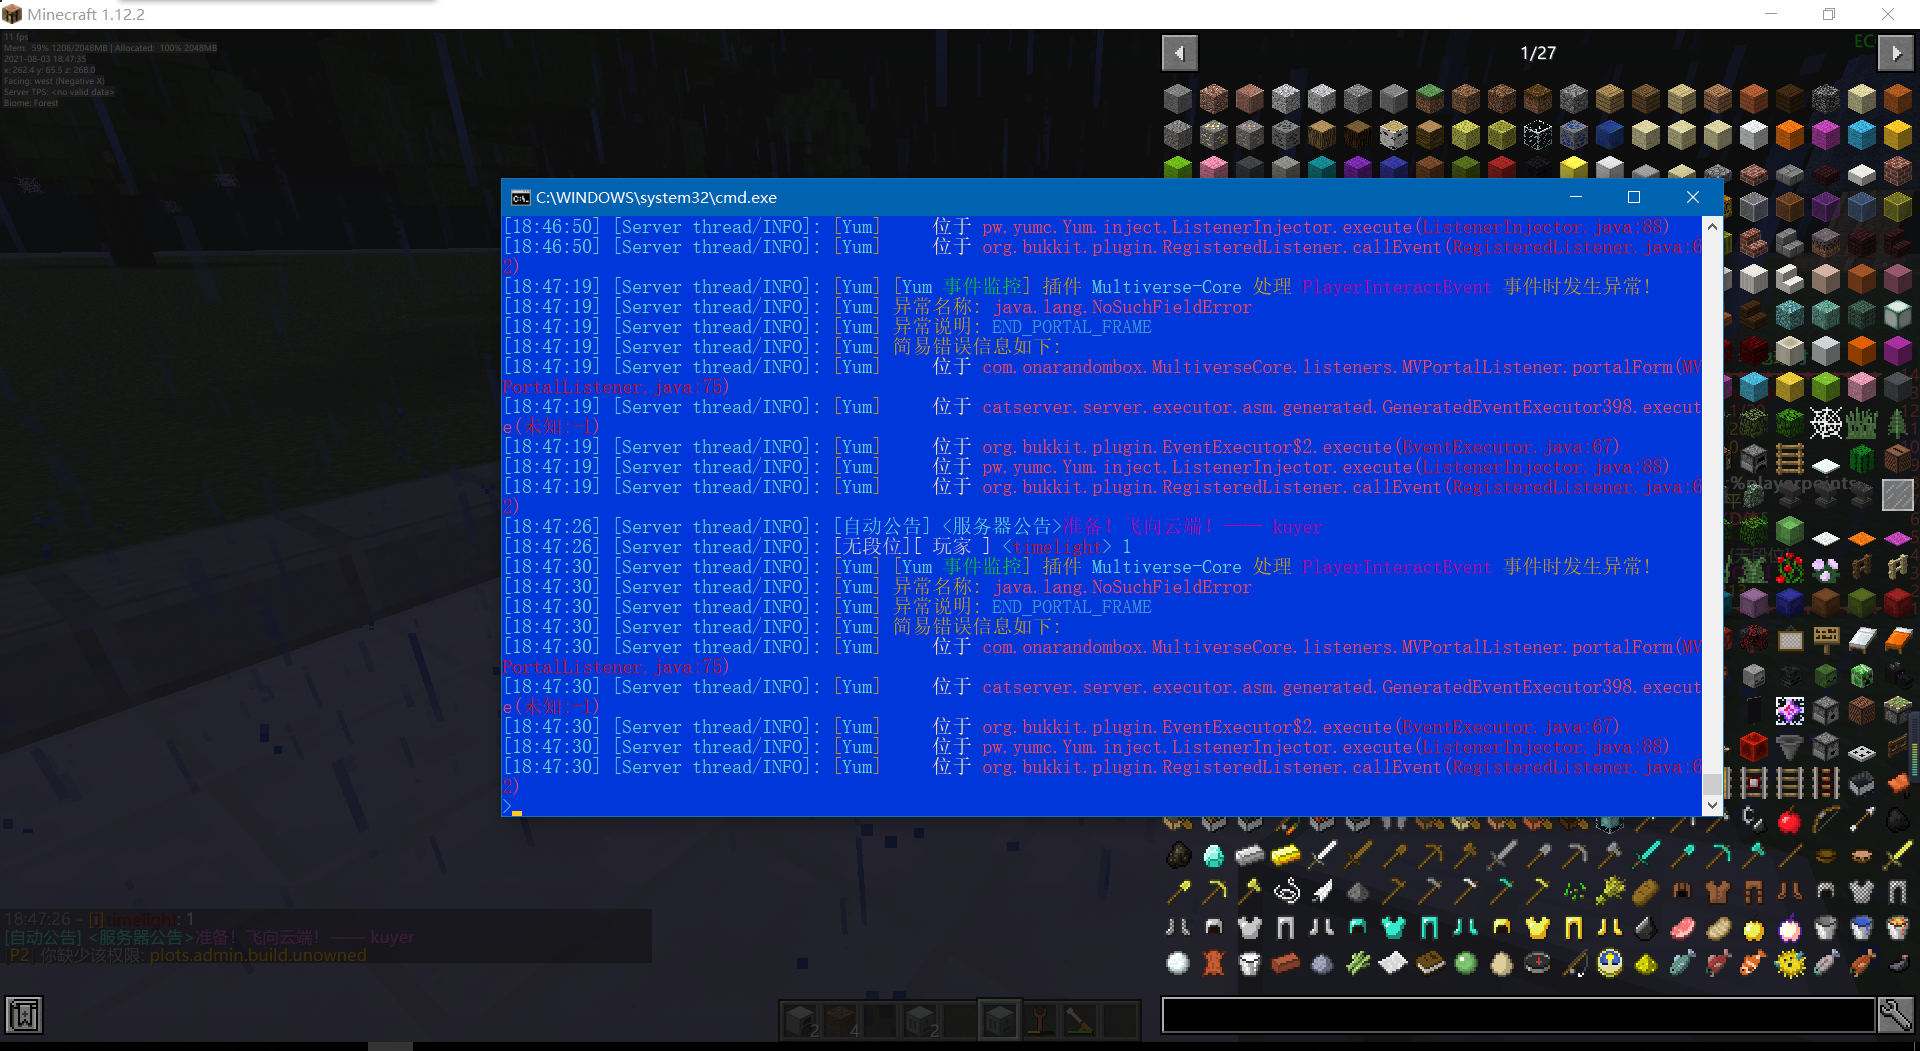 Minecraft 1.12.2
11 fps
Mem: 59% 1208/2048MB | Allocated: 100% 2048MB
2021-08-03 18:47:35
x: 262.4 y: 65.5 z: 268.0
Facing: west (Negative X)
Server TPS: <no valid data>
Biome: Forest
1/27
C:\WINDOWS\system32\cmd.exe
[18:46:50] [Server thread/INFO]: [Yum] 位于 pw.yumc.Yum.inject.ListenerInjector.execute(ListenerInjector.java:88)
[18:46:50] [Server thread/INFO]: [Yum] 位于 org.bukkit.plugin.RegisteredListener.callEvent(RegisteredListener.java:6
2)
[18:47:19] [Server thread/INFO]: [Yum] [Yum 事件监控] 插件 Multiverse-Core 处理 PlayerInteractEvent 事件时发生异常!
[18:47:19] [Server thread/INFO]: [Yum] 异常名称: java.lang.NoSuchFieldError
[18:47:19] [Server thread/INFO]: [Yum] 异常说明: END_PORTAL_FRAME
[18:47:19] [Server thread/INFO]: [Yum] 简易错误信息如下:
[18:47:19] [Server thread/INFO]: [Yum] 位于 com.onarandombox.MultiverseCore.listeners.MVPortalListener.portalForm(MV
PortalListener.java:75)
[18:47:19] [Server thread/INFO]: [Yum] 位于 catserver.server.executor.asm.generated.GeneratedEventExecutor398.execut
e(未知:-1)
[18:47:19] [Server thread/INFO]: [Yum] 位于 org.bukkit.plugin.EventExecutor$2.execute(EventExecutor.java:67)
[18:47:19] [Server thread/INFO]: [Yum] 位于 pw.yumc.Yum.inject.ListenerInjector.execute(ListenerInjector.java:88)
[18:47:19] [Server thread/INFO]: [Yum] 位于 org.bukkit.plugin.RegisteredListener.callEvent(RegisteredListener.java:6
2)
[18:47:26] [Server thread/INFO]: [自动公告] <服务器公告>准备! 飞向云端! —— kuyer
[18:47:26] [Server thread/INFO]: [无段位][ 玩家 ] <timelight> 1
[18:47:30] [Server thread/INFO]: [Yum] [Yum 事件监控] 插件 Multiverse-Core 处理 PlayerInteractEvent 事件时发生异常!
[18:47:30] [Server thread/INFO]: [Yum] 异常名称: java.lang.NoSuchFieldError
[18:47:30] [Server thread/INFO]: [Yum] 异常说明: END_PORTAL_FRAME
[18:47:30] [Server thread/INFO]: [Yum] 简易错误信息如下:
[18:47:30] [Server thread/INFO]: [Yum] 位于 com.onarandombox.MultiverseCore.listeners.MVPortalListener.portalForm(MV
PortalListener.java:75)
[18:47:30] [Server thread/INFO]: [Yum] 位于 catserver.server.executor.asm.generated.GeneratedEventExecutor398.execut
e(未知:-1)
[18:47:30] [Server thread/INFO]: [Yum] 位于 org.bukkit.plugin.EventExecutor$2.execute(EventExecutor.java:67)
[18:47:30] [Server thread/INFO]: [Yum] 位于 pw.yumc.Yum.inject.ListenerInjector.execute(ListenerInjector.java:88)
[18:47:30] [Server thread/INFO]: [Yum] 位于 org.bukkit.plugin.RegisteredListener.callEvent(RegisteredListener.java:6
2)
>
%playerpoints
18:47:26 - [i]timelight: 1
[自动公告] <服务器公告>准备! 飞向云端! —— kuyer
[P2] 你缺少该权限: plots.admin.build.unowned
2
4
2